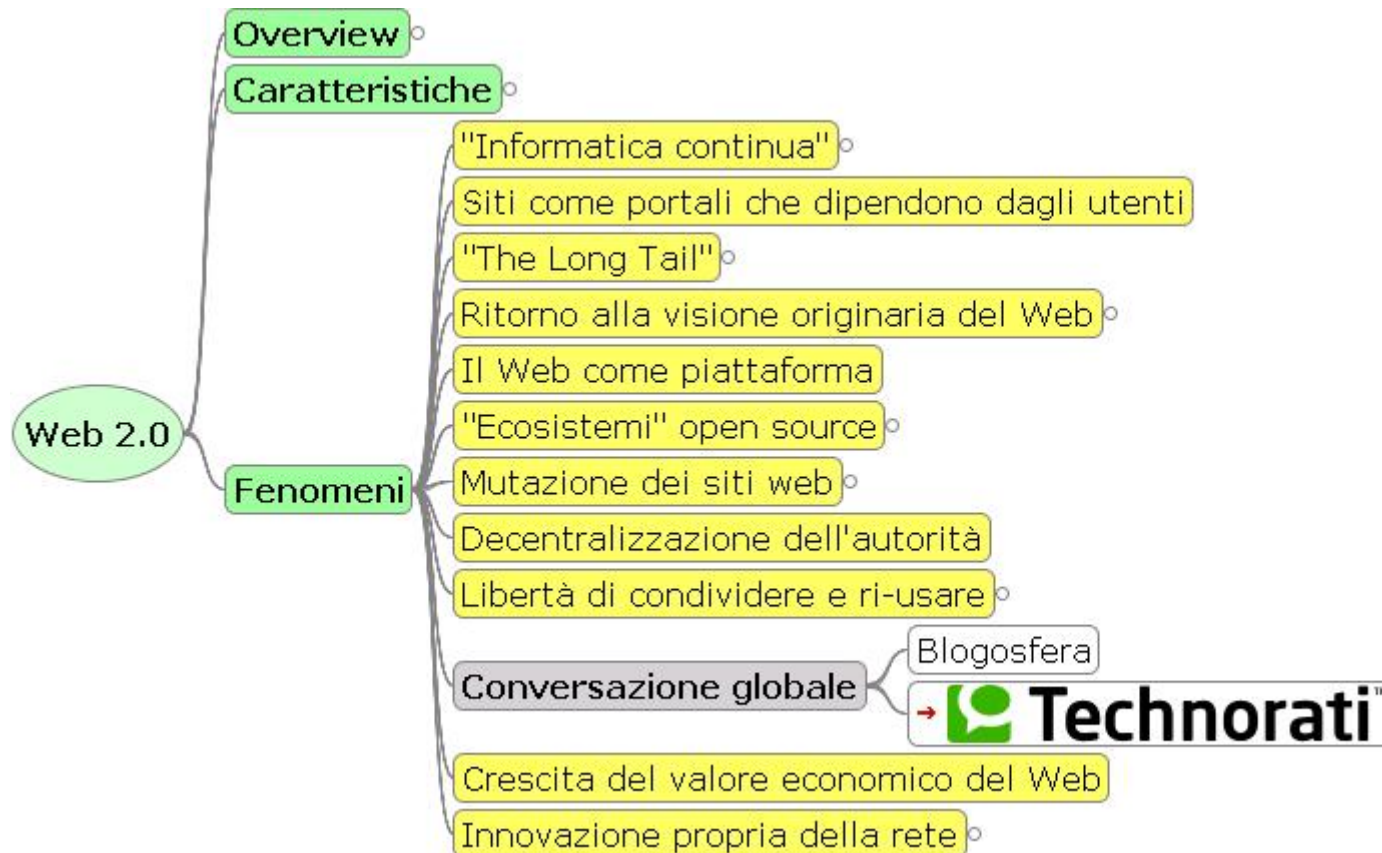 Overview
Caratteristiche
"Informatica continua"
Siti come portali che dipendono dagli utenti
"The Long Tail"
Ritorno alla visione originaria del Web
Il Web come piattaforma
"Ecosistemi" open source
Web 2.0
Fenomeni
Mutazione dei siti web
Decentralizzazione dell'autorità
Libertà di condividere e ri-usare
Conversazione globale
Blogosfera
Technorati™
Crescita del valore economico del Web
Innovazione propria della rete